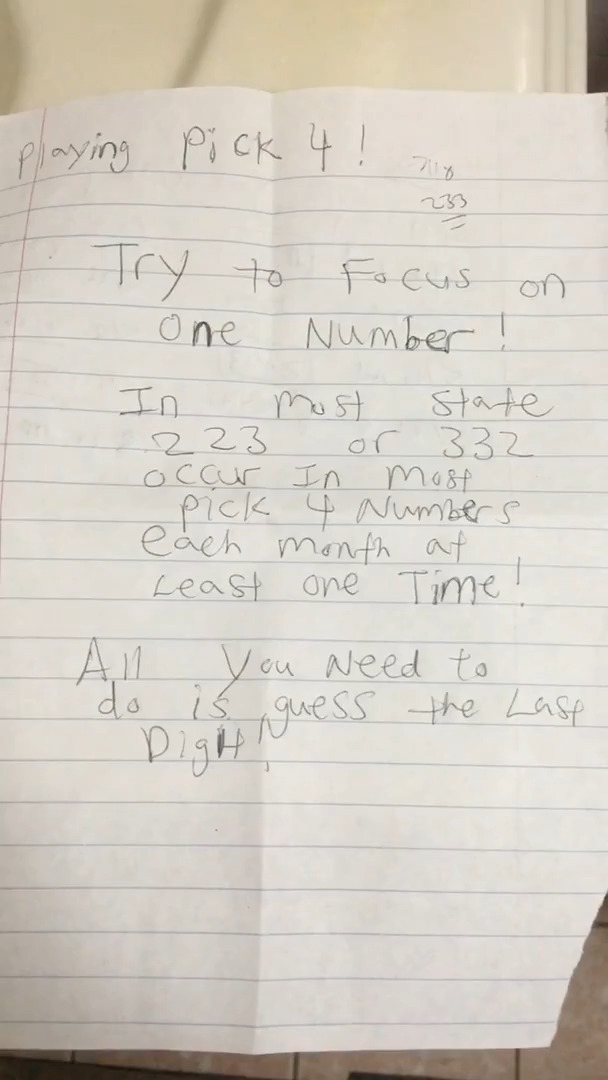 playing Pick 4!
233
Try to Focus on
One Number!
In most state
223 or 332
occur In most
pick 4 Numbers
each month at
Least one Time!
All You Need to
do is guess the Last
Digit!